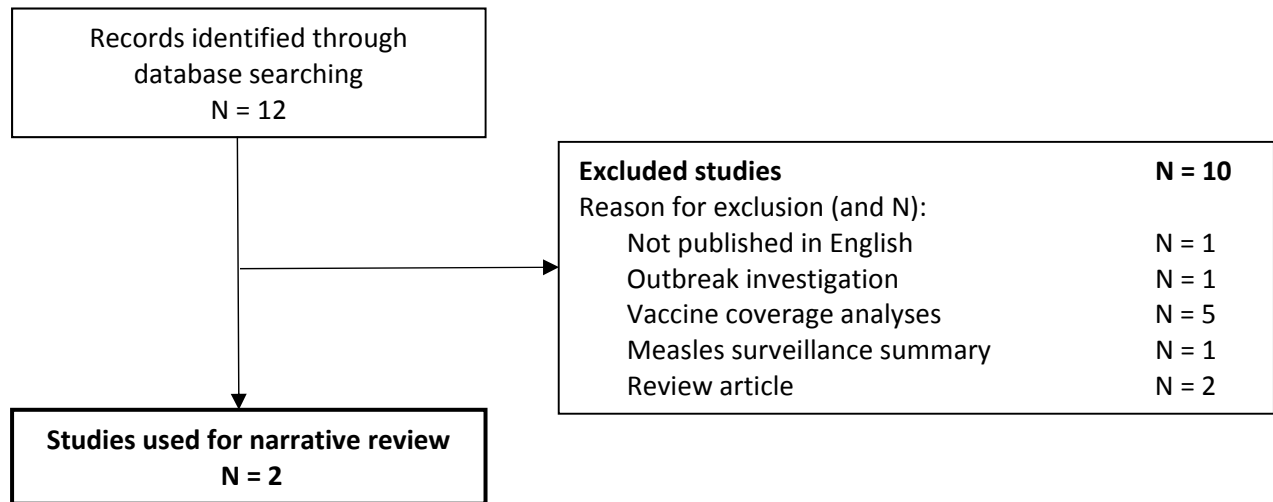 Records identified through
database searching
N = 12
Excluded studies N = 10
Reason for exclusion (and N):
Not published in English N = 1
Outbreak investigation N = 1
Vaccine coverage analyses N = 5
Measles surveillance summary N = 1
Review article N = 2
Studies used for narrative review
N = 2